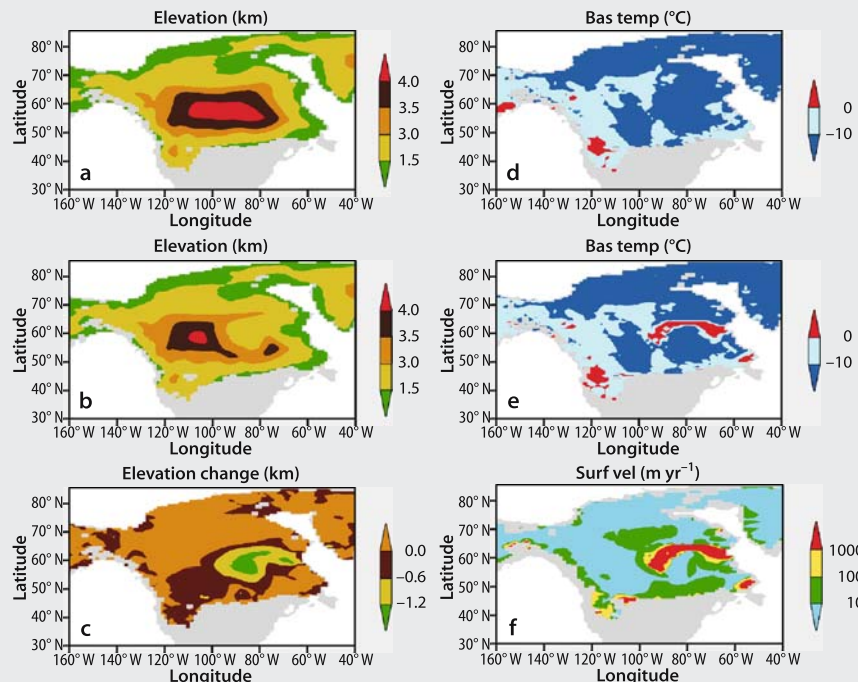 Elevation (km)
Latitude
80° N
70° N
60° N
50° N
40° N
30° N
a
160° W 140° W 120° W 100° W 80° W 60° W 40° W
Longitude
4.0
3.5
3.0
1.5
Bas temp (°C)
Latitude
80° N
70° N
60° N
50° N
40° N
30° N
d
160° W 140° W 120° W 100° W 80° W 60° W 40° W
Longitude
0
−10
Elevation (km)
Latitude
80° N
70° N
60° N
50° N
40° N
30° N
b
160° W 140° W 120° W 100° W 80° W 60° W 40° W
Longitude
4.0
3.5
3.0
1.5
Bas temp (°C)
Latitude
80° N
70° N
60° N
50° N
40° N
30° N
e
160° W 140° W 120° W 100° W 80° W 60° W 40° W
Longitude
0
−10
Elevation change (km)
Latitude
80° N
70° N
60° N
50° N
40° N
30° N
c
160° W 140° W 120° W 100° W 80° W 60° W 40° W
Longitude
0.0
−0.6
−1.2
Surf vel (m yr⁻¹)
Latitude
80° N
70° N
60° N
50° N
40° N
30° N
f
160° W 140° W 120° W 100° W 80° W 60° W 40° W
Longitude
1000
100
10